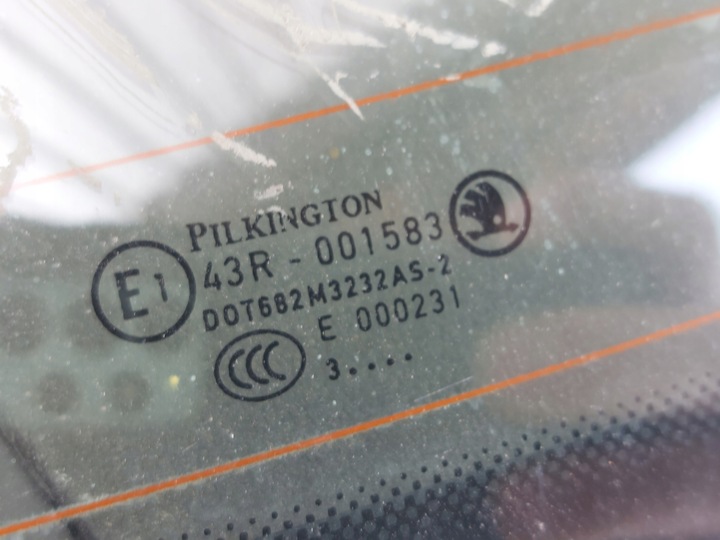 PILKINGTON
E1
43R - 001583
DOT682M3232AS-2
E 000231
CCC
3....